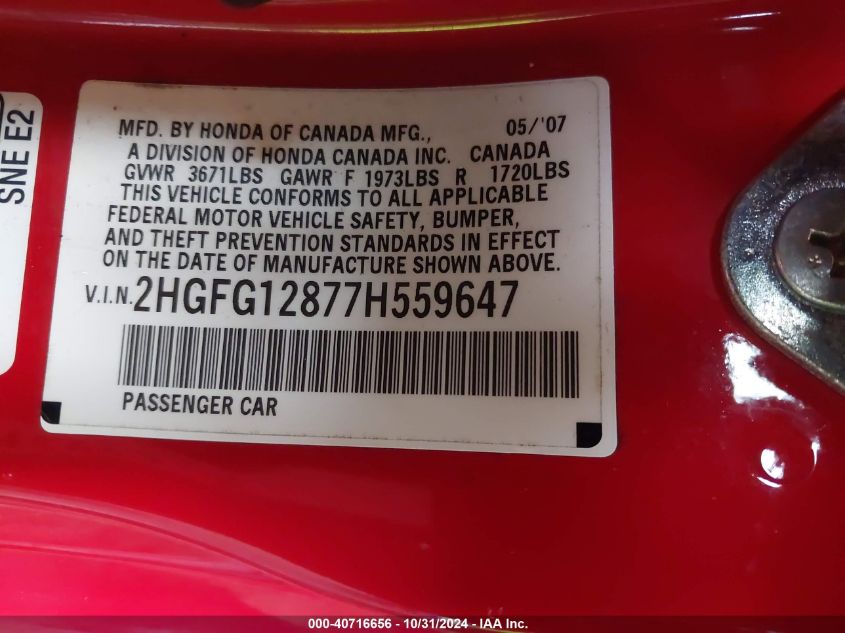 SNE E2
MFD. BY HONDA OF CANADA MFG., 05/'07
A DIVISION OF HONDA CANADA INC. CANADA
GVWR 3671LBS GAWR F 1973LBS R 1720LBS
THIS VEHICLE CONFORMS TO ALL APPLICABLE
FEDERAL MOTOR VEHICLE SAFETY, BUMPER,
AND THEFT PREVENTION STANDARDS IN EFFECT
ON THE DATE OF MANUFACTURE SHOWN ABOVE.
V.I.N. 2HGFG12877H559647
PASSENGER CAR
000-40716656 - 10/31/2024 - IAA Inc.